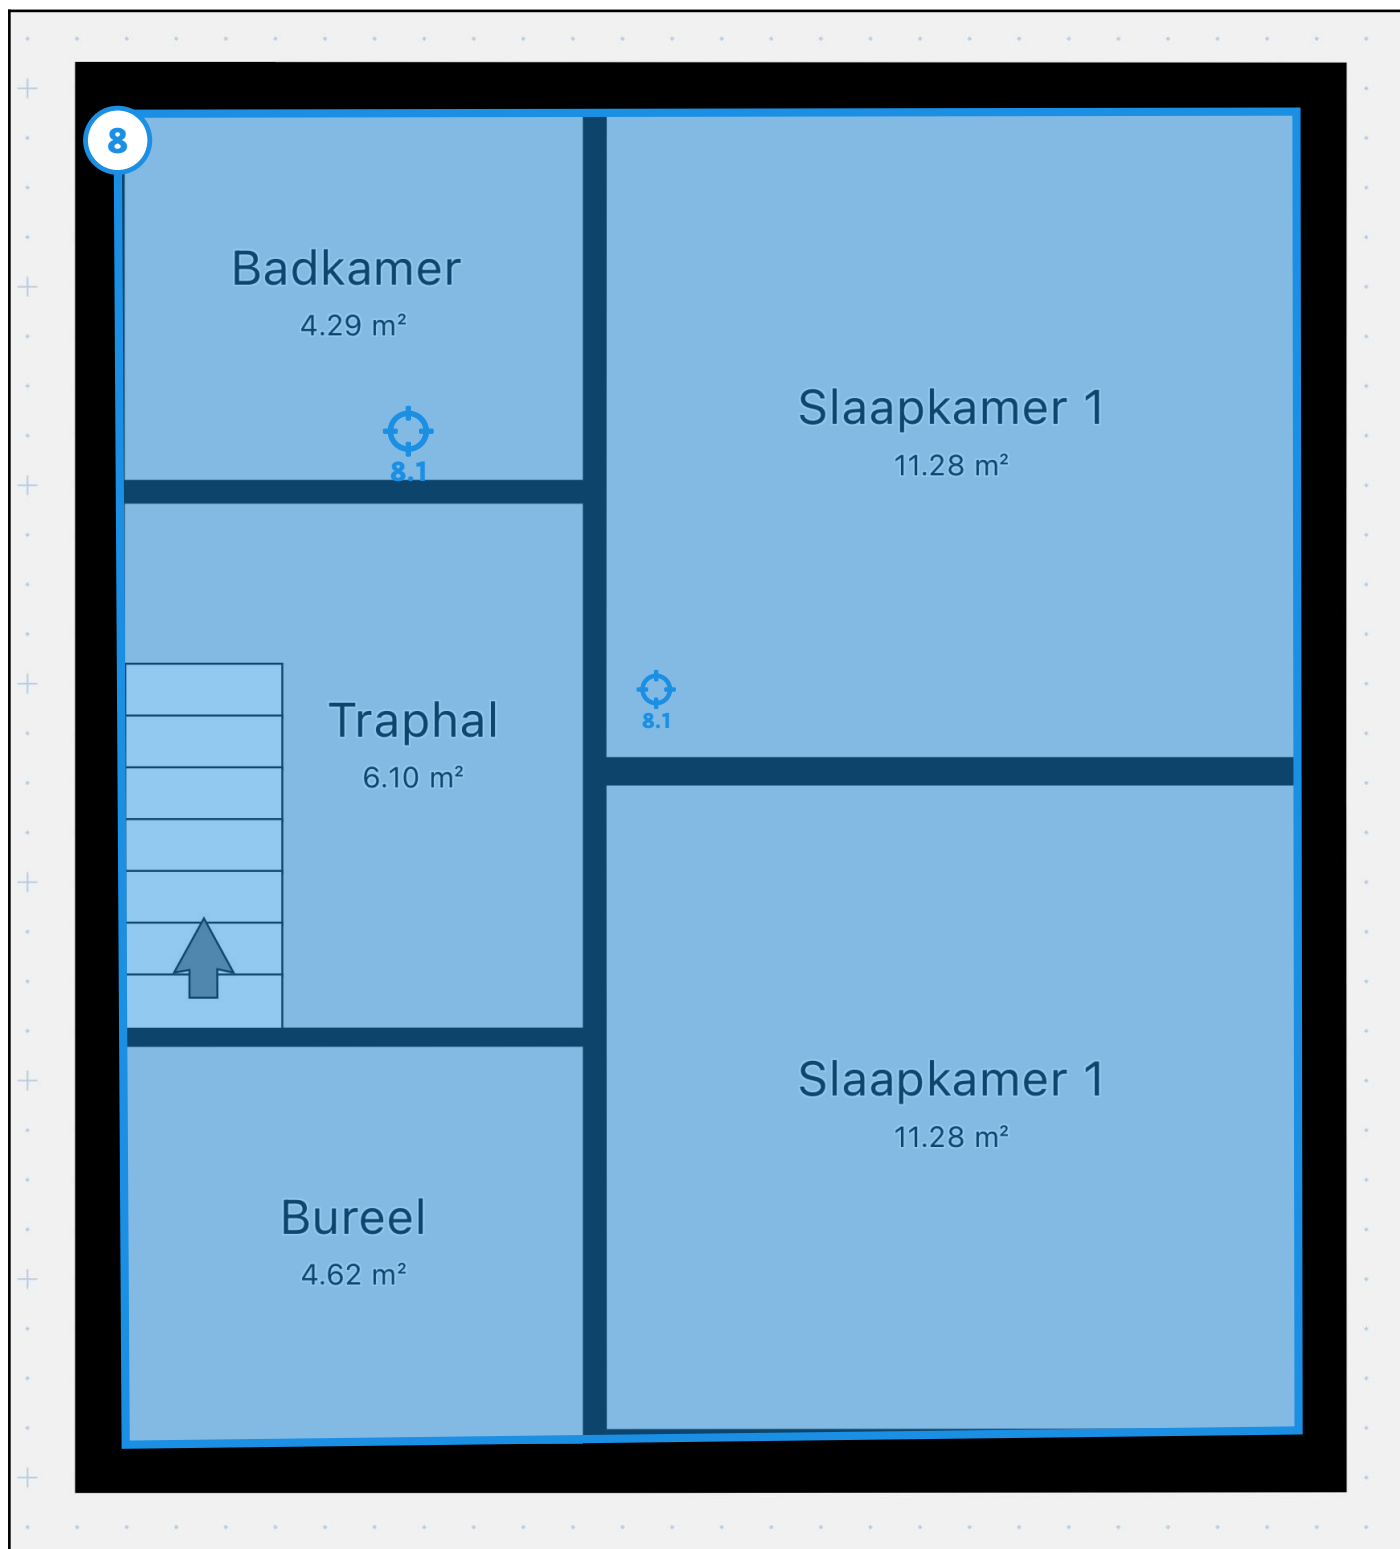 8
Badkamer
4.29 m²
8.1
Slaapkamer 1
11.28 m²
8.1
Traphal
6.10 m²
Slaapkamer 1
11.28 m²
Bureel
4.62 m²